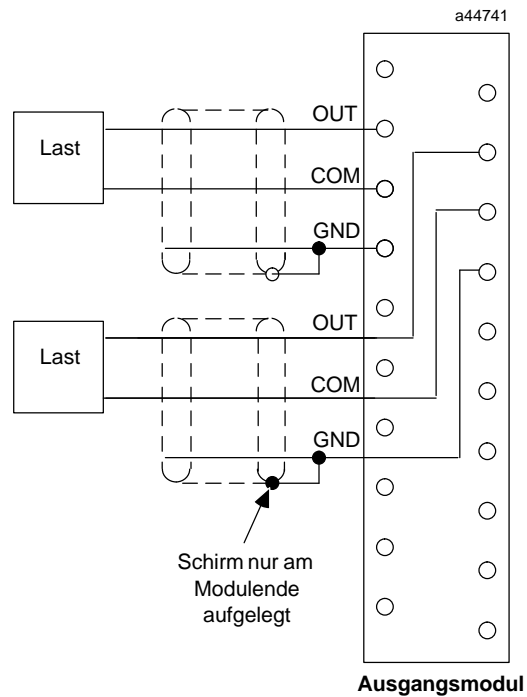 a44741
OUT
Last
COM
GND
OUT
Last
COM
GND
Schirm nur am
Modulende
aufgelegt
Ausgangsmodul